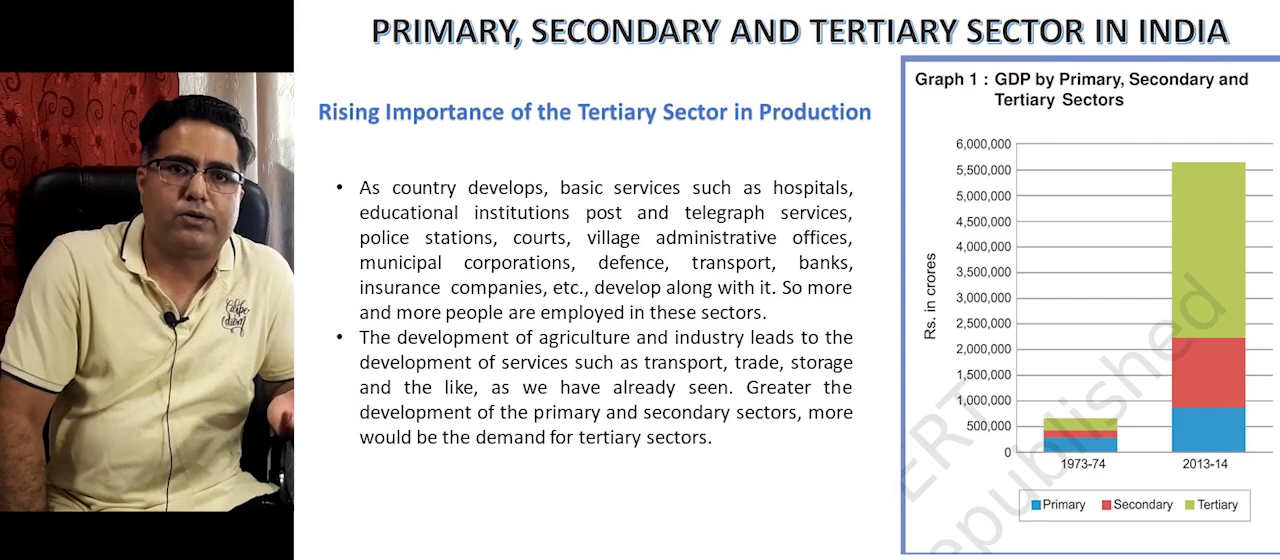 PRIMARY, SECONDARY AND TERTIARY SECTOR IN INDIA
Rising Importance of the Tertiary Sector in Production
• As country develops, basic services such as hospitals,
educational institutions post and telegraph services,
police stations, courts, village administrative offices,
municipal corporations, defence, transport, banks,
insurance companies, etc., develop along with it. So more
and more people are employed in these sectors.
• The development of agriculture and industry leads to the
development of services such as transport, trade, storage
and the like, as we have already seen. Greater the
development of the primary and secondary sectors, more
would be the demand for tertiary sectors.
Graph 1 : GDP by Primary, Secondary and
Tertiary Sectors
Rs. in crores
6,000,000
5,500,000
5,000,000
4,500,000
4,000,000
3,500,000
3,000,000
2,500,000
2,000,000
1,500,000
1,000,000
500,000
0
1973-74 2013-14
Primary Secondary Tertiary
ERT
epublished